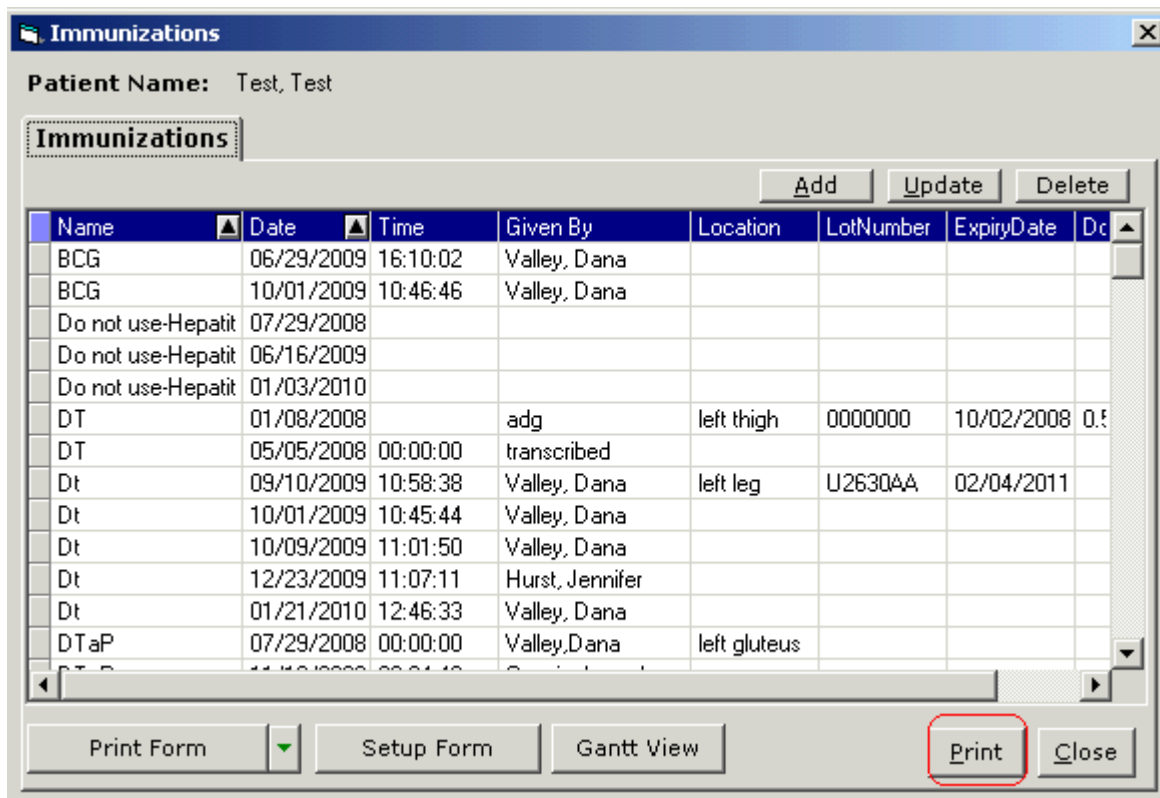 Immunizations
Patient Name: Test, Test
Immunizations
Add Update Delete
Name Date Time Given By Location LotNumber ExpiryDate
BCG 06/29/2009 16:10:02 Valley, Dana
BCG 10/01/2009 10:46:46 Valley, Dana
Do not use-Hepatit 07/29/2008
Do not use-Hepatit 06/16/2009
Do not use-Hepatit 01/03/2010
DT 01/08/2008 adg left thigh 0000000 10/02/2008
DT 05/05/2008 00:00:00 transcribed
Dt 09/10/2009 10:58:38 Valley, Dana left leg U2630AA 02/04/2011
Dt 10/01/2009 10:45:44 Valley, Dana
Dt 10/09/2009 11:01:50 Valley, Dana
Dt 12/23/2009 11:07:11 Hurst, Jennifer
Dt 01/21/2010 12:46:33 Valley, Dana
DTaP 07/29/2008 00:00:00 Valley,Dana left gluteus
Print Form Setup Form Gantt View Print Close